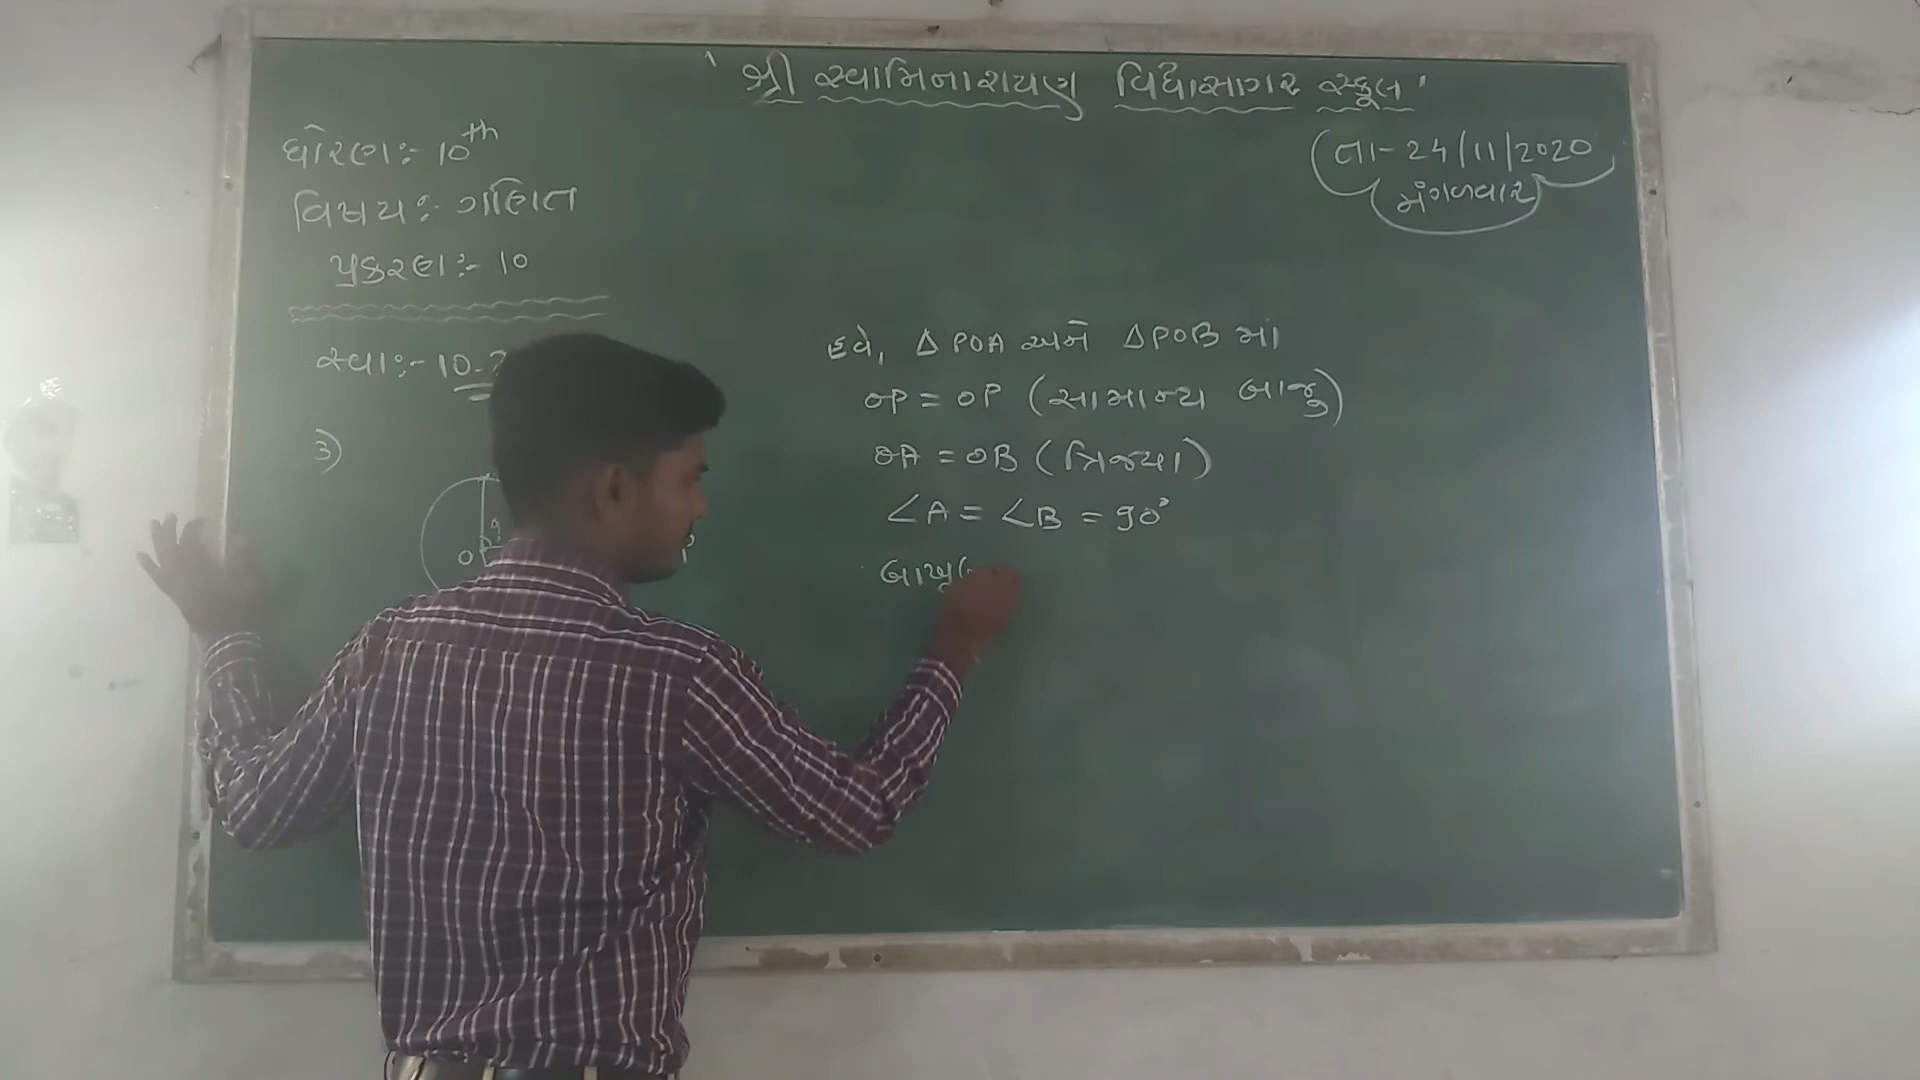 ' શ્રી સ્વામિનારાયણ વિદ્યાસાગર સ્કૂલ '
ધોરણ:- 10th
વિષય:- ગણિત
પ્રકરણ:- 10
તા- 24/11/2020
મંગળવાર
સ્વા:- 10.2
3)
O
P
હવે, △POA અને △POB માં
OP = OP (સામાન્ય બાજુ)
OA = OB (ત્રિજ્યા)
∠A = ∠B = 90°